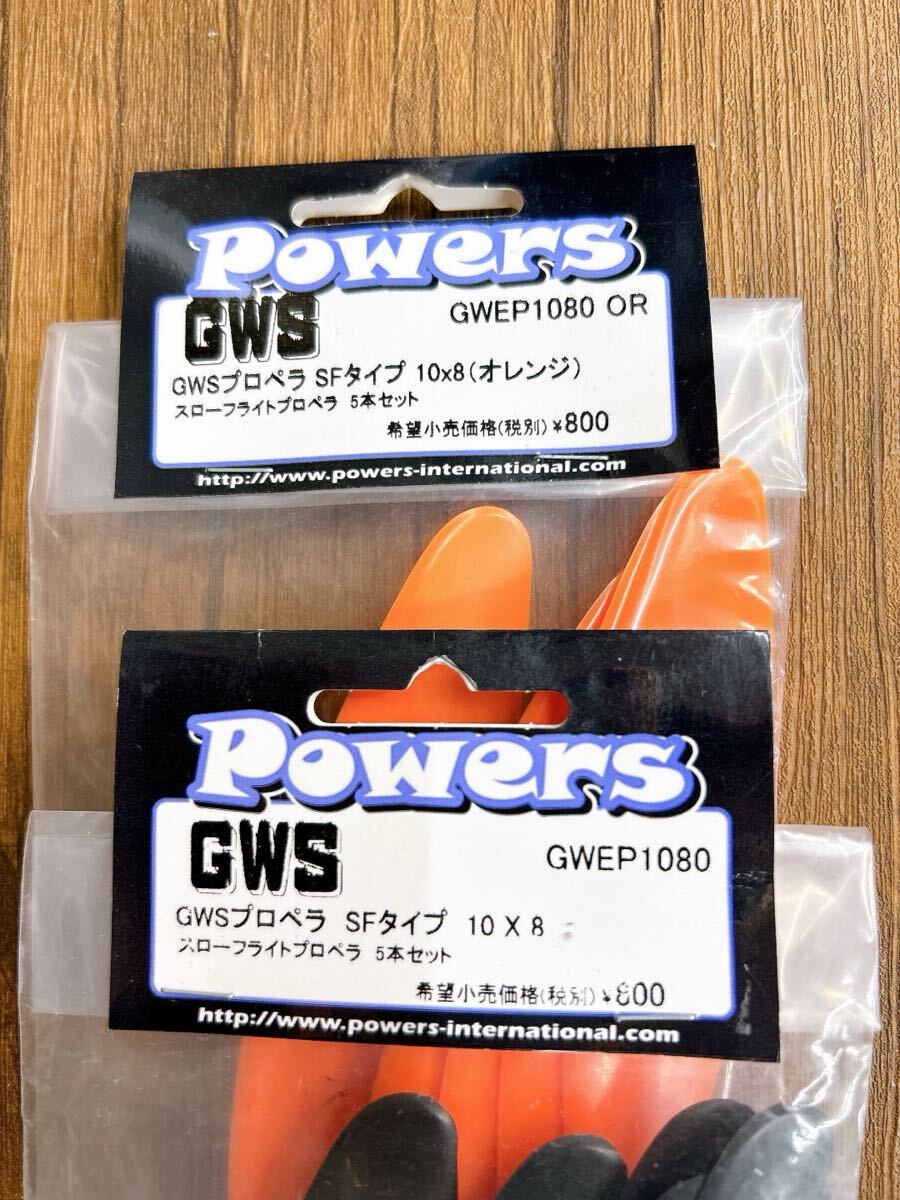 Powers
GWS
GWEP1080 OR
GWSプロペラ SFタイプ 10x8(オレンジ)
スローフライトプロペラ 5本セット
希望小売価格(税別)¥800
http://www.powers-international.com
Powers
GWS
GWEP1080
GWSプロペラ SFタイプ 10 X 8
スローフライトプロペラ 5本セット
希望小売価格(税別)¥800
http://www.powers-international.com